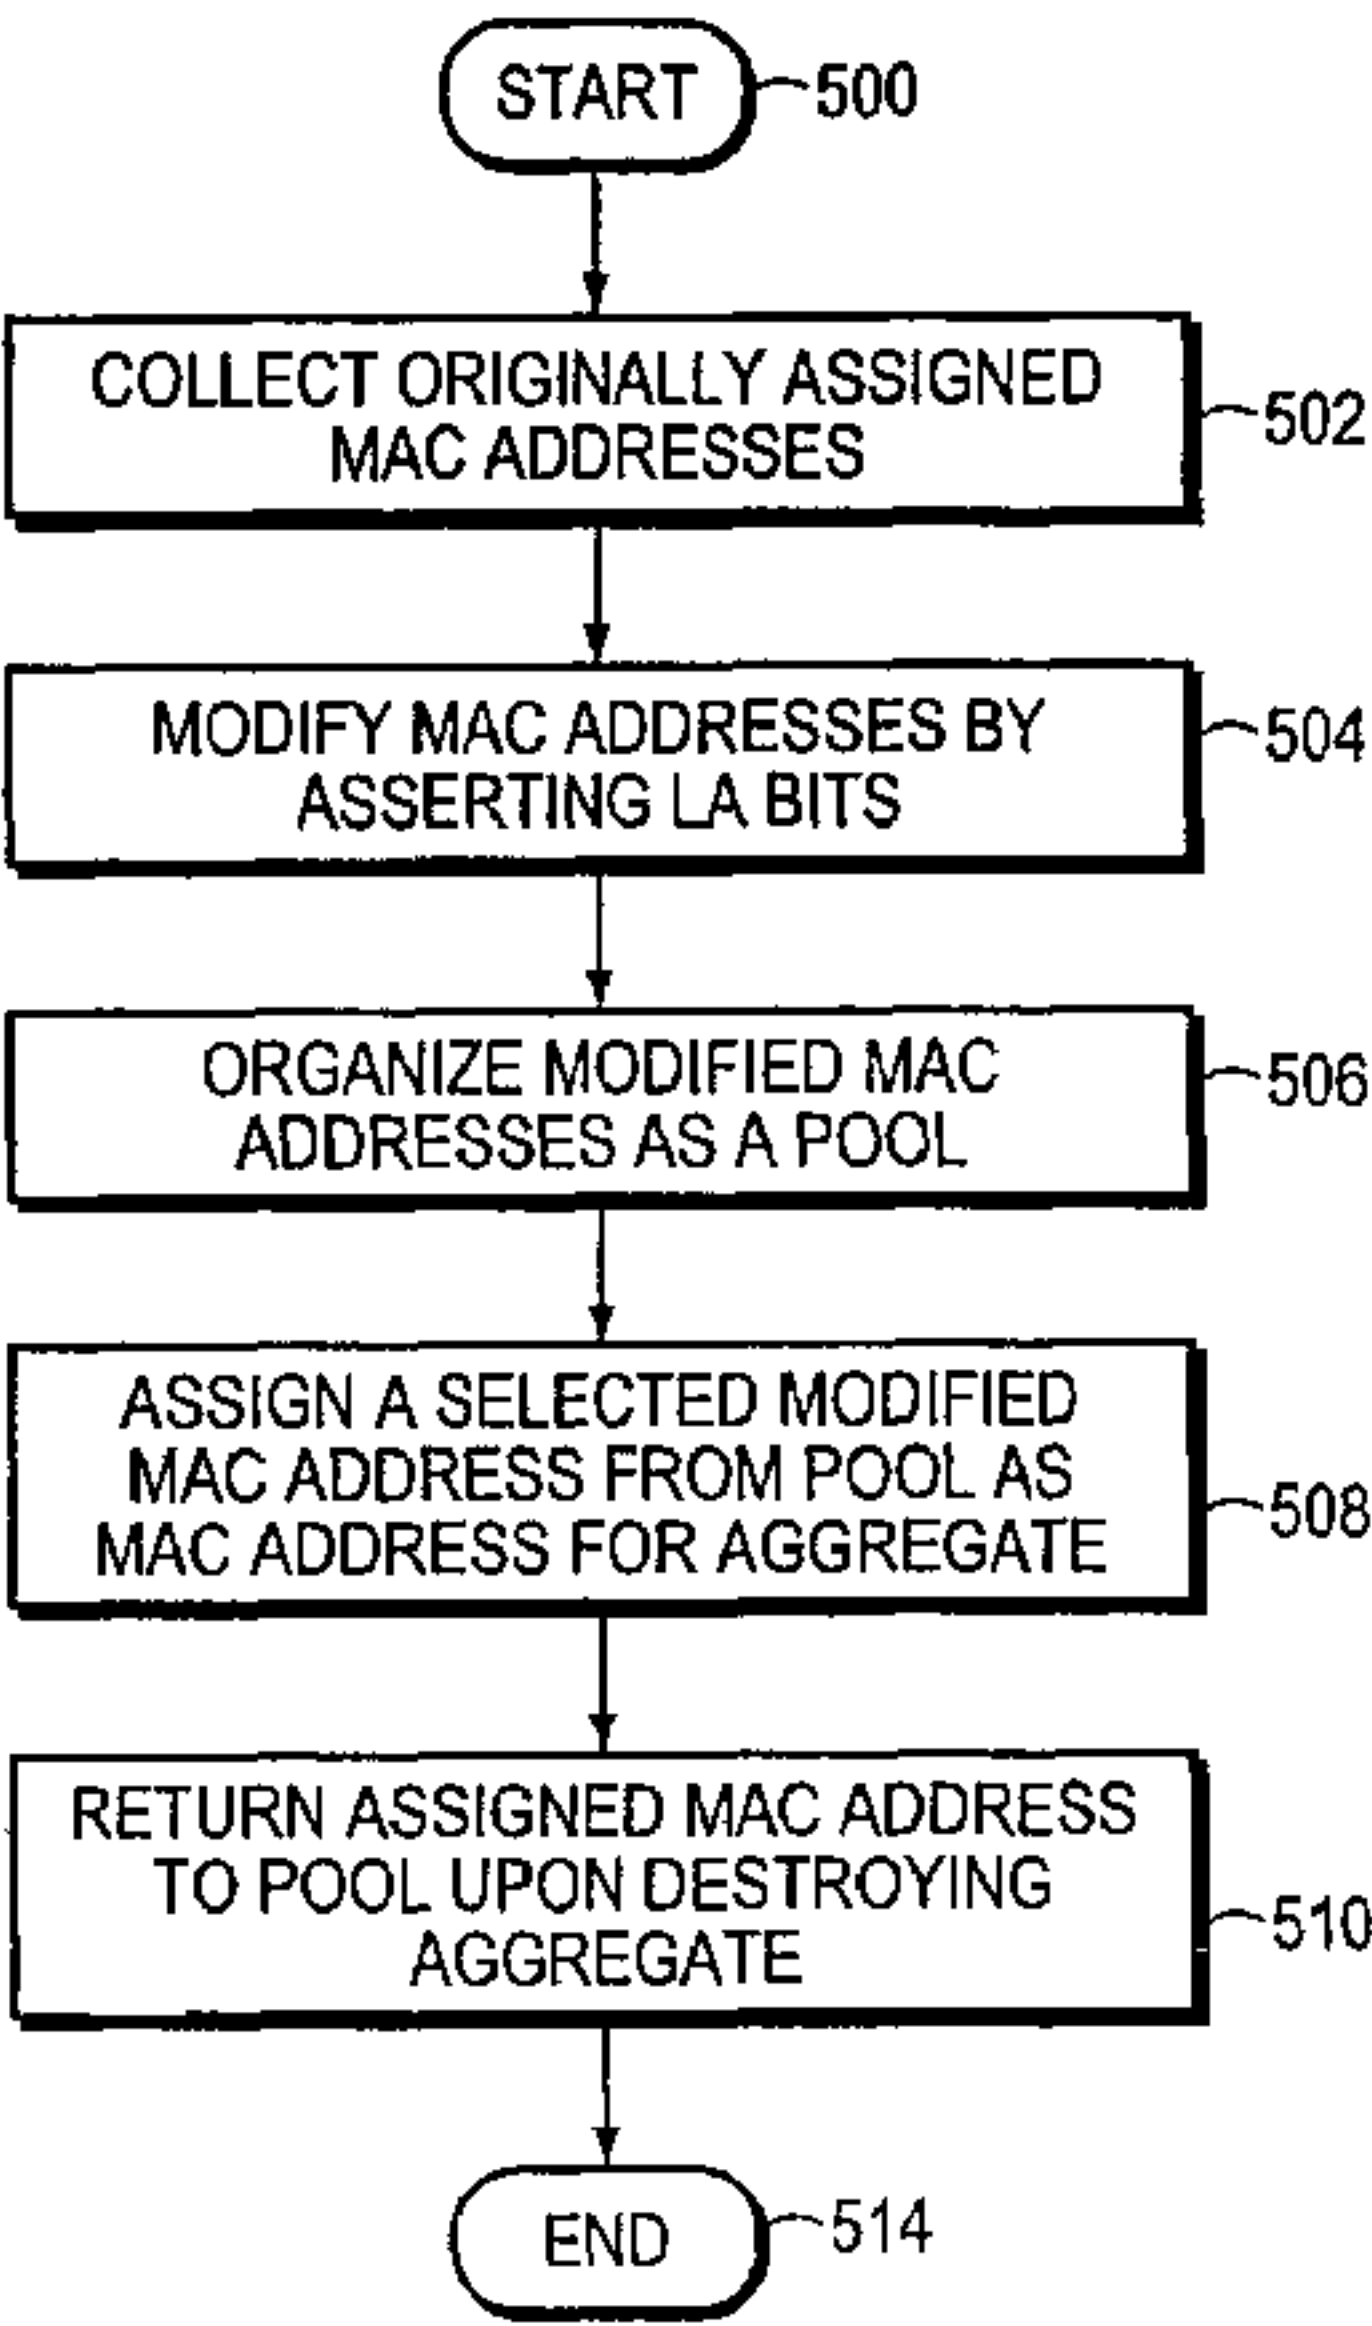 START
500
COLLECT ORIGINALLY ASSIGNED
MAC ADDRESSES
502
MODIFY MAC ADDRESSES BY
ASSERTING LA BITS
504
ORGANIZE MODIFIED MAC
ADDRESSES AS A POOL
506
ASSIGN A SELECTED MODIFIED
MAC ADDRESS FROM POOL AS
MAC ADDRESS FOR AGGREGATE
508
RETURN ASSIGNED MAC ADDRESS
TO POOL UPON DESTROYING
AGGREGATE
510
END
514